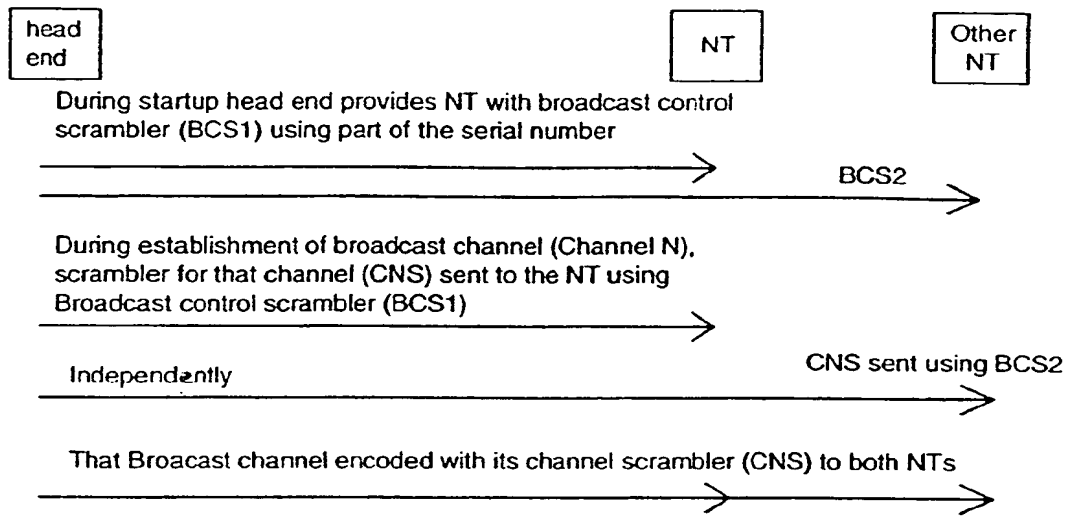 head
end
NT
Other
NT
During startup head end provides NT with broadcast control
scrambler (BCS1) using part of the serial number
BCS2
During establishment of broadcast channel (Channel N),
scrambler for that channel (CNS) sent to the NT using
Broadcast control scrambler (BCS1)
Independently
CNS sent using BCS2
That Broacast channel encoded with its channel scrambler (CNS) to both NTs